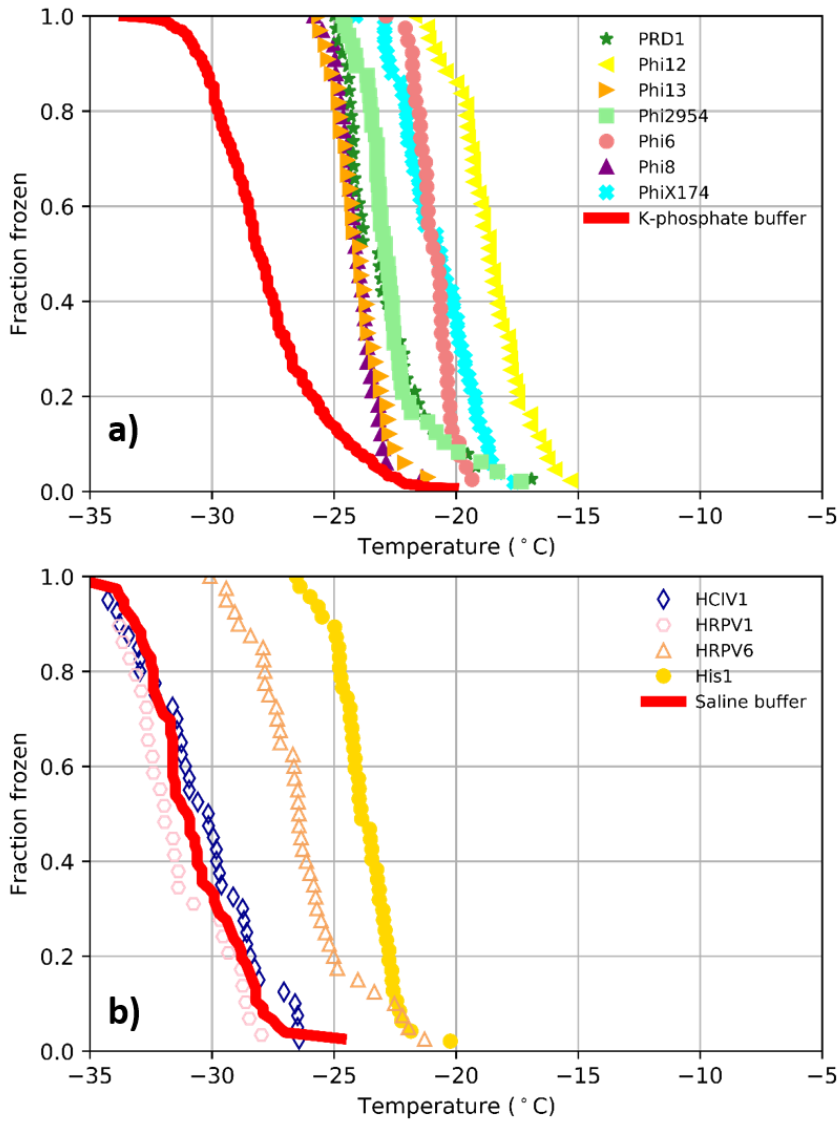 1.0
0.8
0.6
0.4
0.2
0.0
Fraction frozen
PRD1
Phi12
Phi13
Phi2954
Phi6
Phi8
PhiX174
K-phosphate buffer
a)
−35
−30
−25
−20
−15
−10
−5
Temperature (°C)
1.0
0.8
0.6
0.4
0.2
0.0
Fraction frozen
HCIV1
HRPV1
HRPV6
His1
Saline buffer
b)
−35
−30
−25
−20
−15
−10
−5
Temperature (°C)